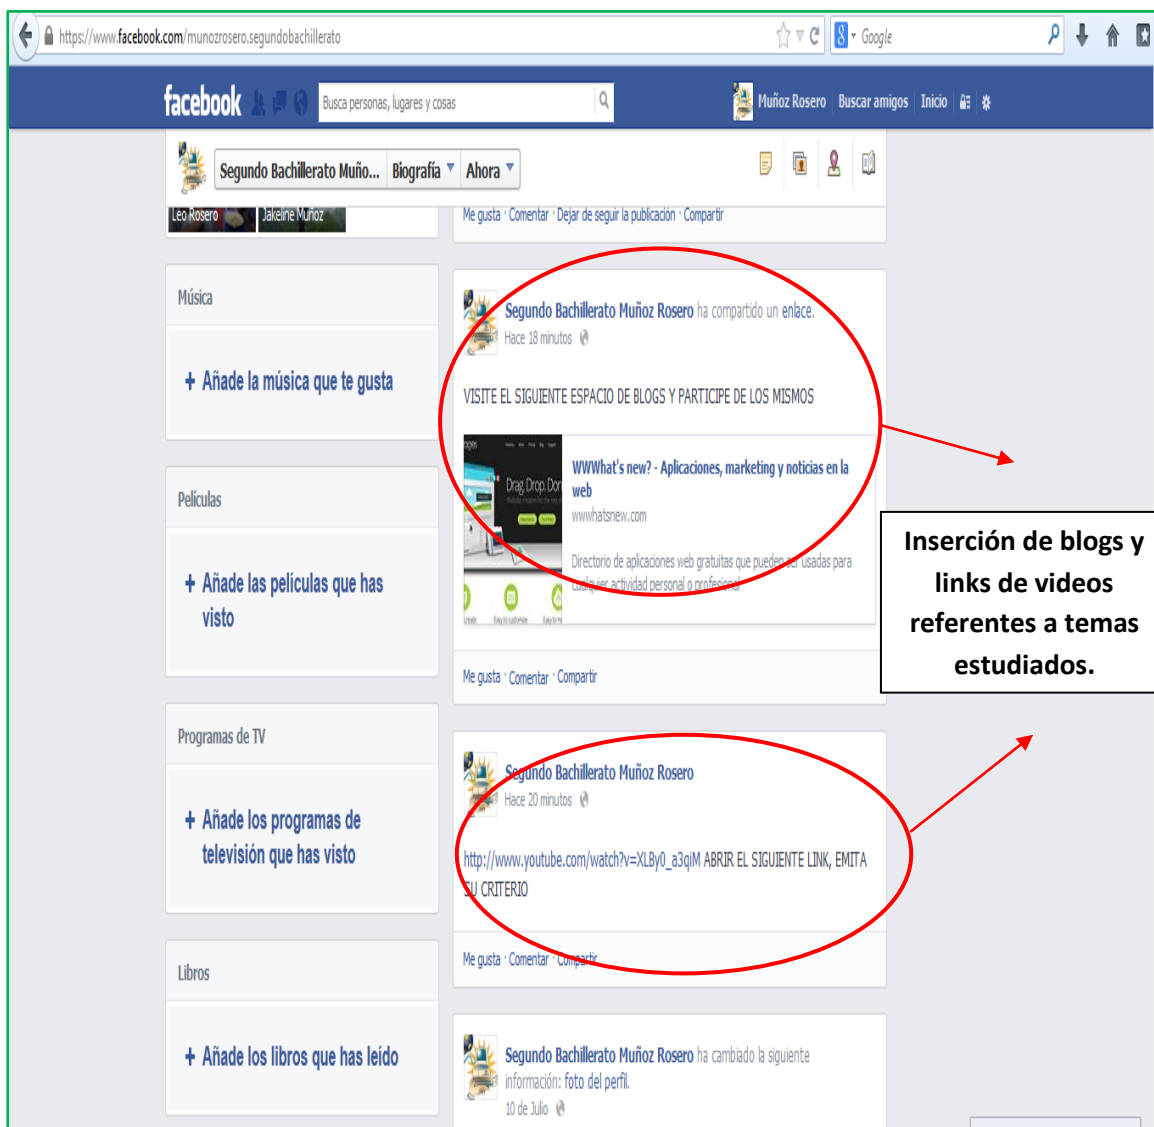 https://www.facebook.com/munozrosero.segundobachillerato
8 Google
facebook
Busca personas, lugares y cosas
Muñoz Rosero Buscar amigos Inicio
Segundo Bachillerato Muño... Biografía Ahora
Leo Rosero Jakeline Muñoz
Me gusta · Comentar · Dejar de seguir la publicación · Compartir
Música
+ Añade la música que te gusta
Películas
+ Añade las películas que has
visto
Programas de TV
+ Añade los programas de
televisión que has visto
Libros
+ Añade los libros que has leído
Segundo Bachillerato Muñoz Rosero ha compartido un enlace.
Hace 18 minutos
VISITE EL SIGUIENTE ESPACIO DE BLOGS Y PARTICIPE DE LOS MISMOS
Drag. Drop. Don
WWWhat's new? - Aplicaciones, marketing y noticias en la
web
wwwhatsnew.com
Directorio de aplicaciones web gratuitas que pueden ser usadas para
cualquier actividad personal o profesional
Me gusta · Comentar · Compartir
Segundo Bachillerato Muñoz Rosero
Hace 20 minutos
http://www.youtube.com/watch?v=XLBy0_a3qiM ABRIR EL SIGUIENTE LINK, EMITA
SU CRITERIO
Me gusta · Comentar · Compartir
Segundo Bachillerato Muñoz Rosero ha cambiado la siguiente
información: foto del perfil.
10 de Julio
Inserción de blogs y
links de videos
referentes a temas
estudiados.